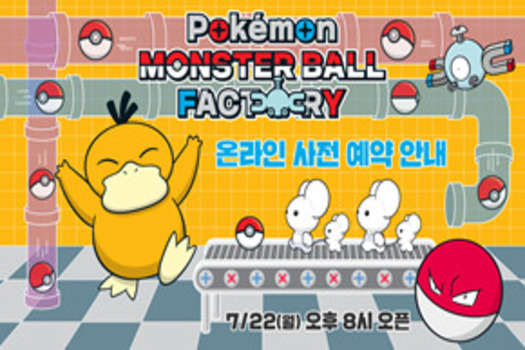 Pokémon
MONSTER BALL
FACTORY
온라인 사전 예약 안내
7/22(월) 오후 8시 오픈